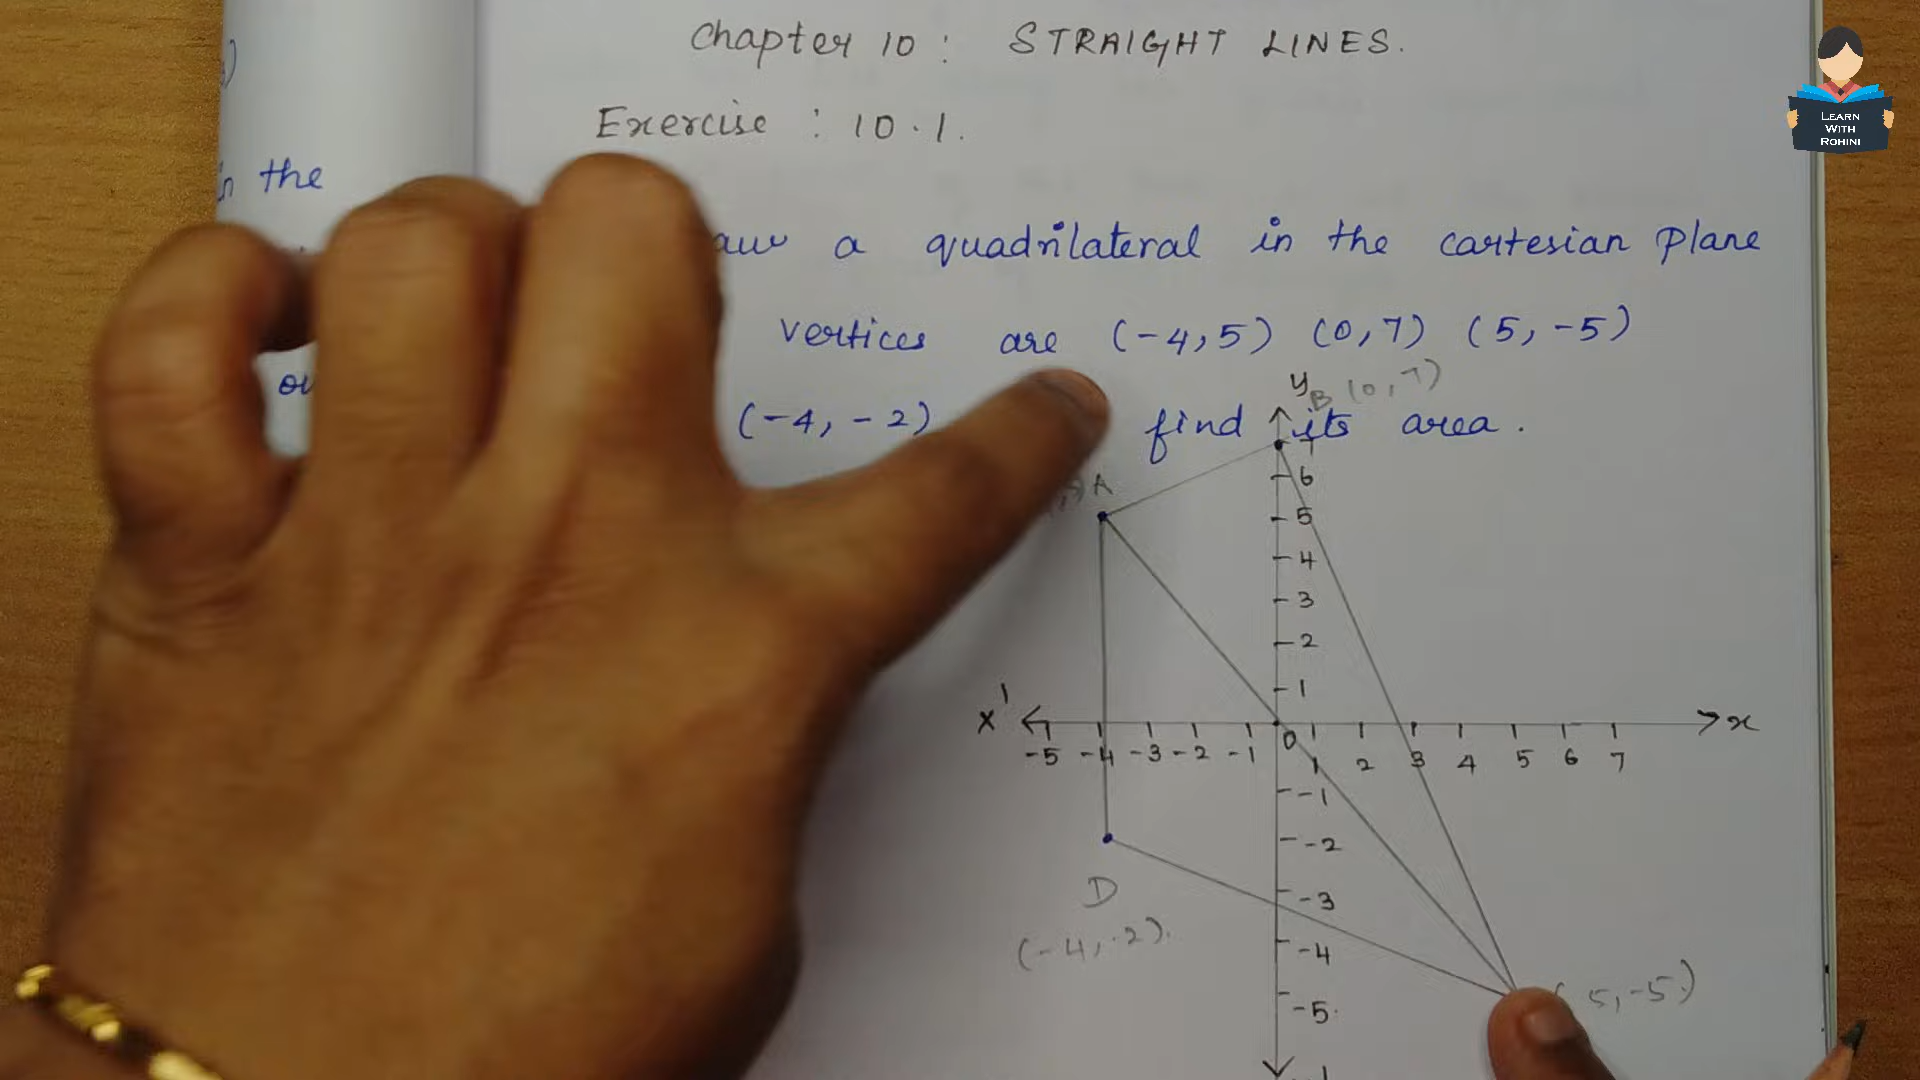 Chapter 10 : STRAIGHT LINES.
Exercise : 10.1.
in the
a quadrilateral in the cartesian plane
vertices are (-4,5) (0,7) (5,-5)
(-4,-2) find its area.
y B (0,7)
A
7
6
5
4
3
2
1
x' x
-5 -4 -3 -2 -1 0 1 2 3 4 5 6 7
-1
-2
-3
-4
-5
D
(-4,-2).
(5,-5)
LEARN
WITH
ROHINI